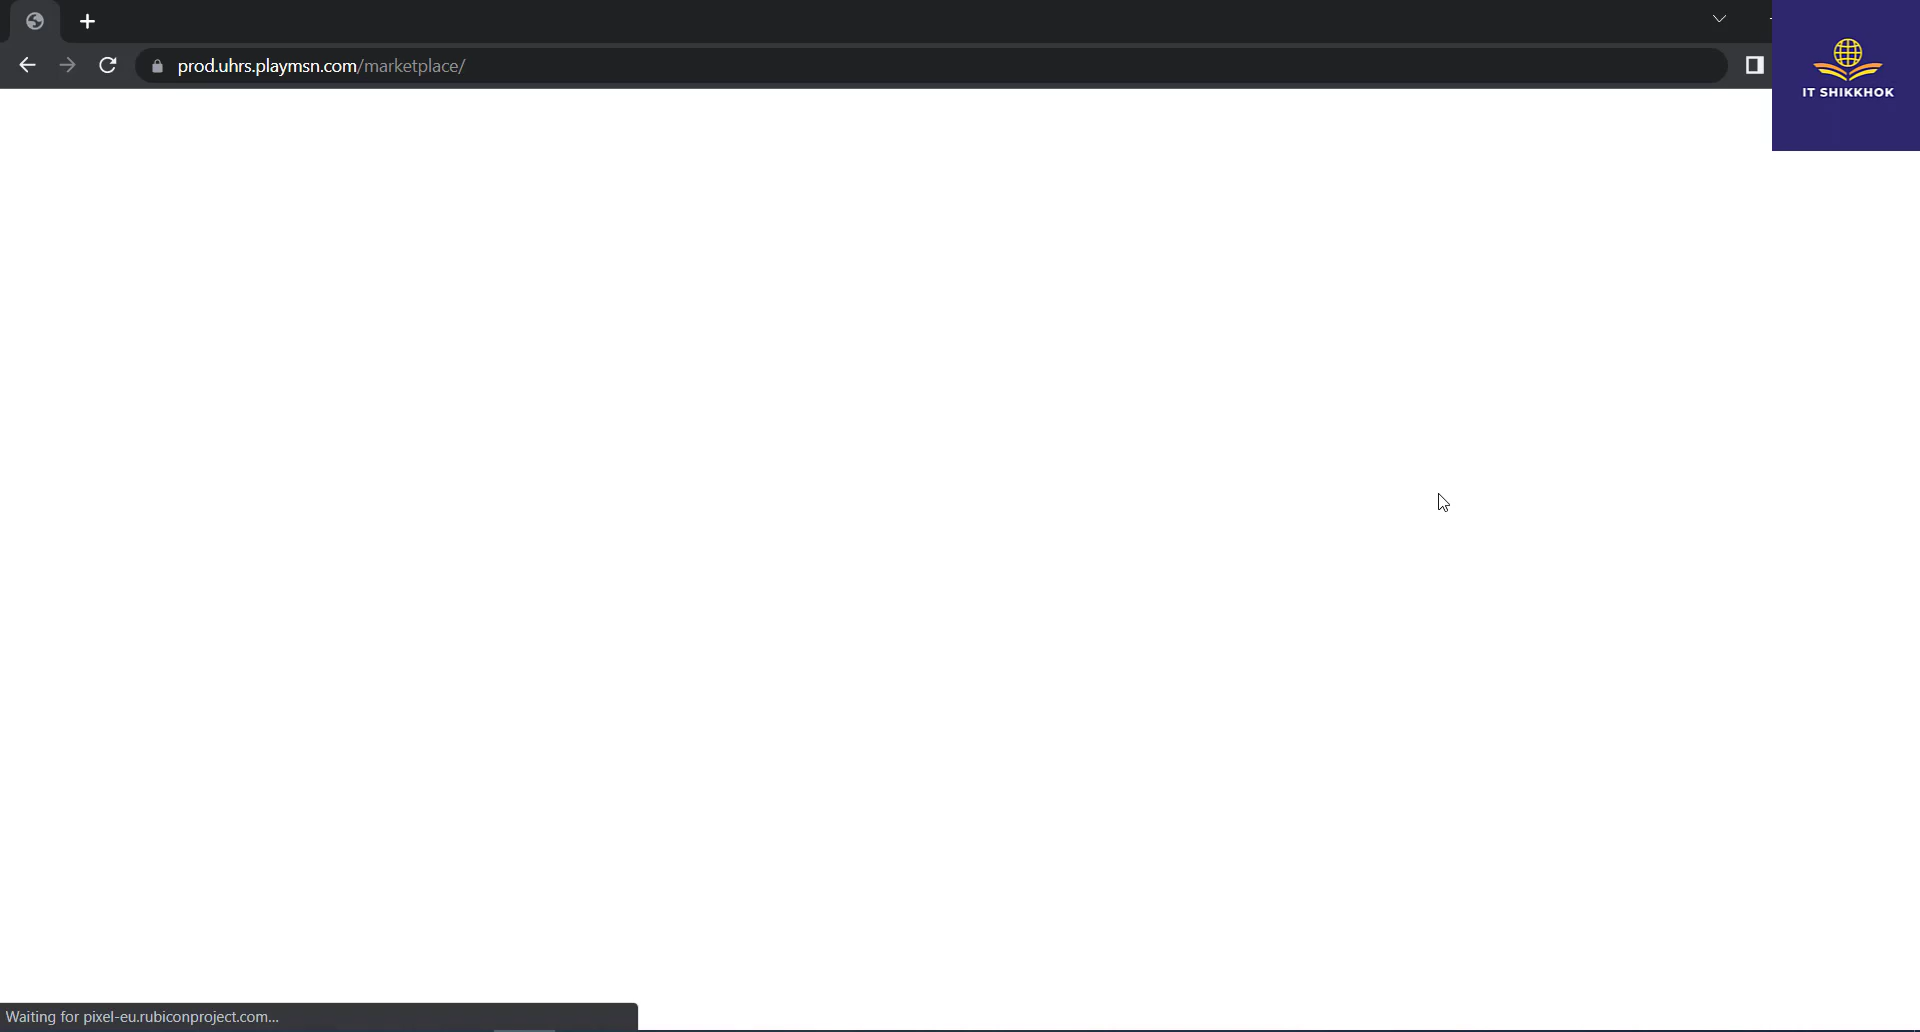 prod.uhrs.playmsn.com/marketplace/
IT SHIKKHOK
Waiting for pixel-eu.rubiconproject.com...